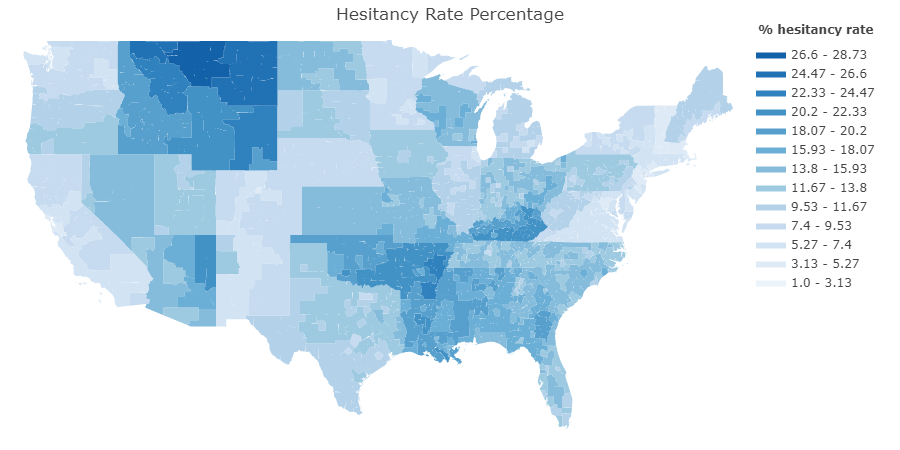 Hesitancy Rate Percentage
% hesitancy rate
26.6 - 28.73
24.47 - 26.6
22.33 - 24.47
20.2 - 22.33
18.07 - 20.2
15.93 - 18.07
13.8 - 15.93
11.67 - 13.8
9.53 - 11.67
7.4 - 9.53
5.27 - 7.4
3.13 - 5.27
1.0 - 3.13